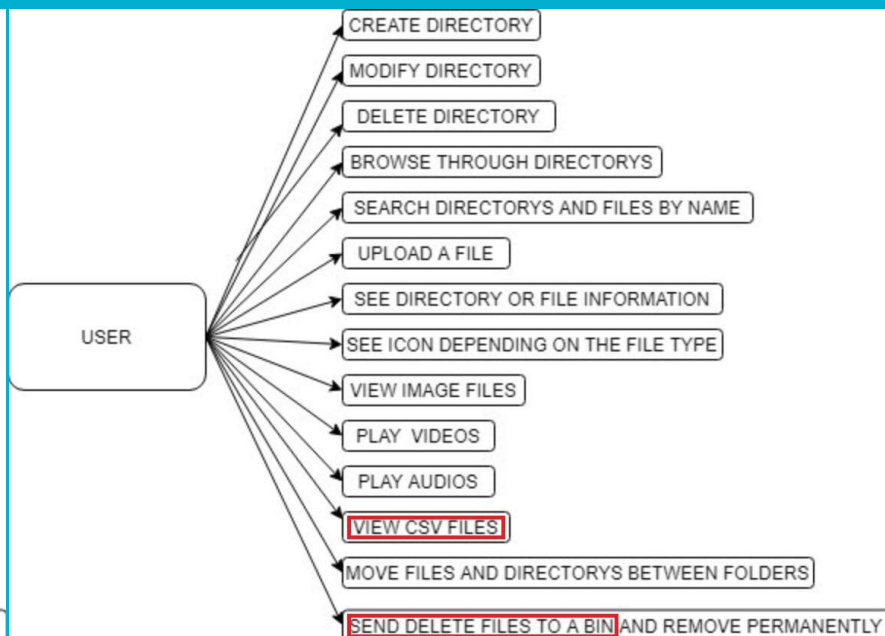 CREATE DIRECTORY
MODIFY DIRECTORY
DELETE DIRECTORY
BROWSE THROUGH DIRECTORYS
SEARCH DIRECTORYS AND FILES BY NAME
UPLOAD A FILE
SEE DIRECTORY OR FILE INFORMATION
USER
SEE ICON DEPENDING ON THE FILE TYPE
VIEW IMAGE FILES
PLAY VIDEOS
PLAY AUDIOS
VIEW CSV FILES
MOVE FILES AND DIRECTORYS BETWEEN FOLDERS
SEND DELETE FILES TO A BIN AND REMOVE PERMANENTLY